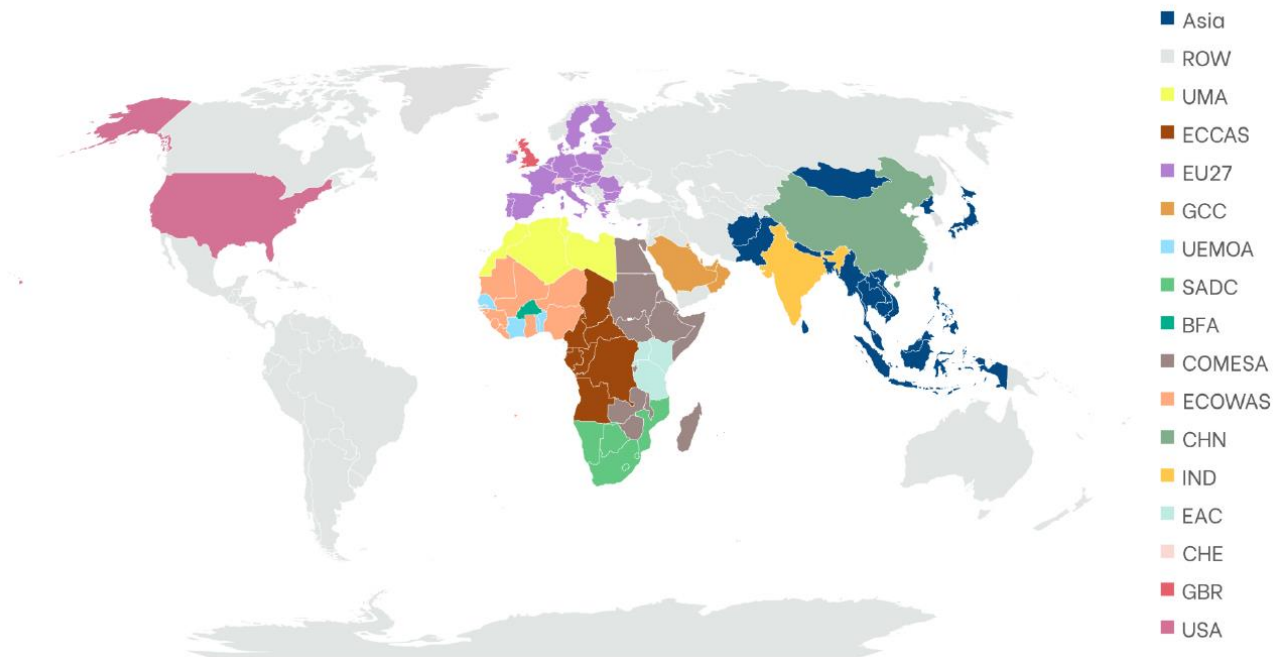 Asia
ROW
UMA
ECCAS
EU27
GCC
UEMOA
SADC
BFA
COMESA
ECOWAS
CHN
IND
EAC
CHE
GBR
USA